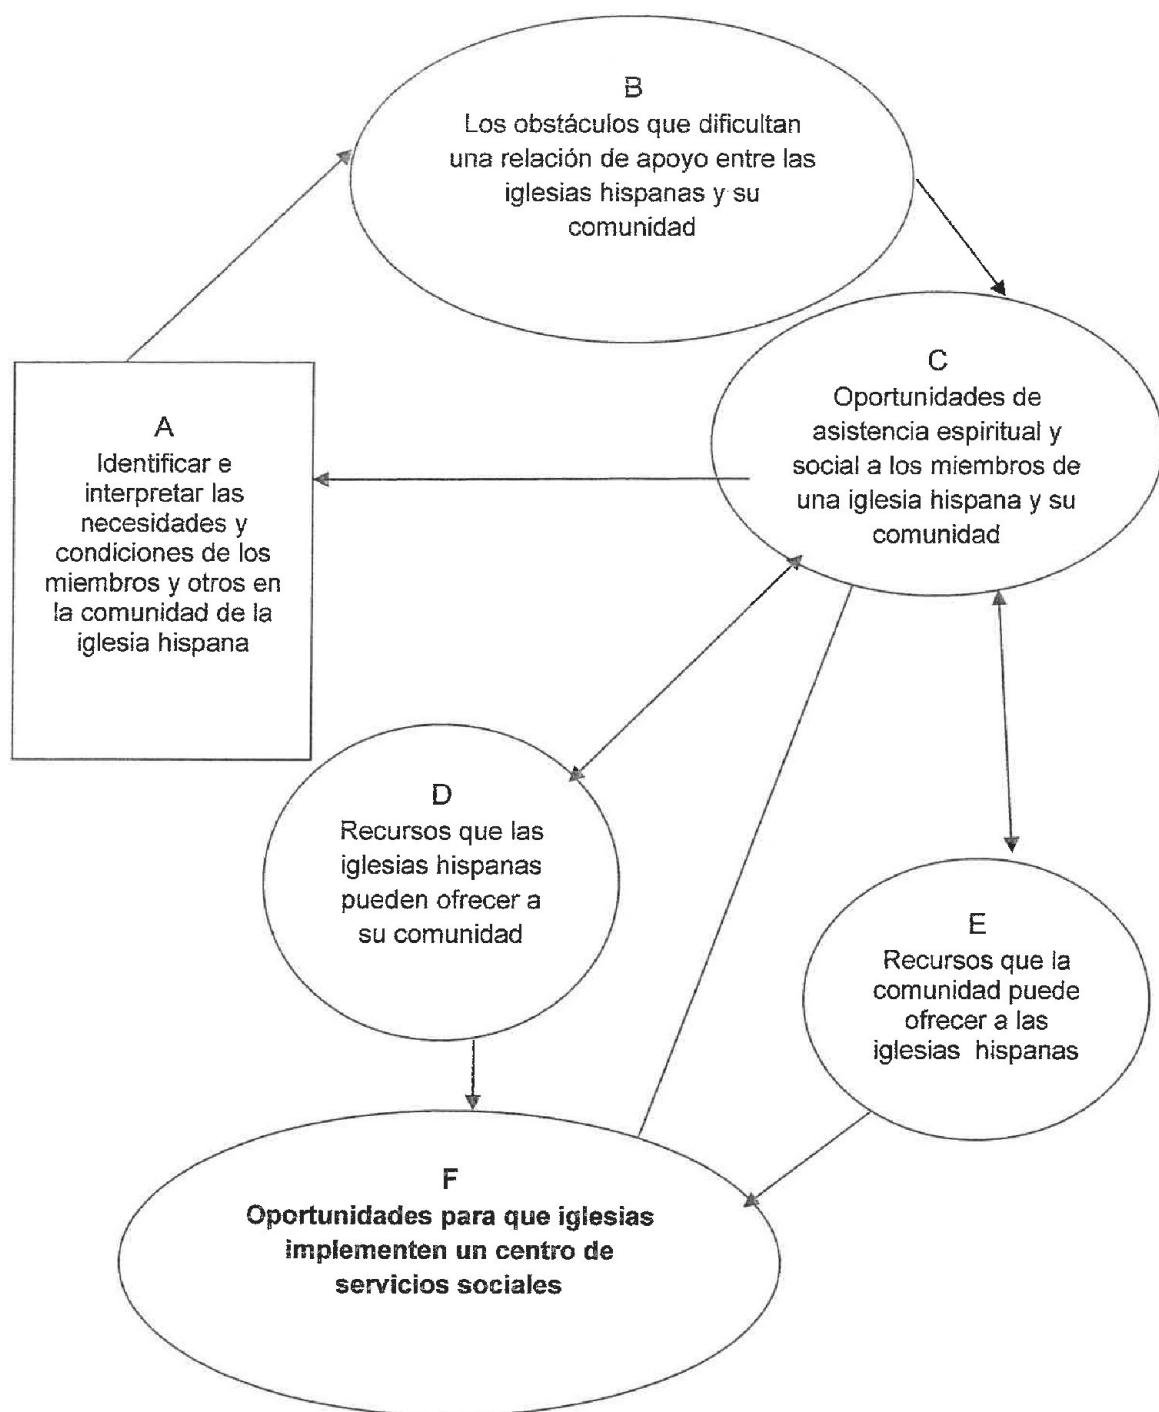 B
Los obstáculos que dificultan
una relación de apoyo entre las
iglesias hispanas y su
comunidad
C
Oportunidades de
asistencia espiritual y
social a los miembros de
una iglesia hispana y su
comunidad
A
Identificar e
interpretar las
necesidades y
condiciones de los
miembros y otros en
la comunidad de la
iglesia hispana
D
Recursos que las
iglesias hispanas
pueden ofrecer a
su comunidad
E
Recursos que la
comunidad puede
ofrecer a las
iglesias hispanas
F
Oportunidades para que iglesias
implementen un centro de
servicios sociales